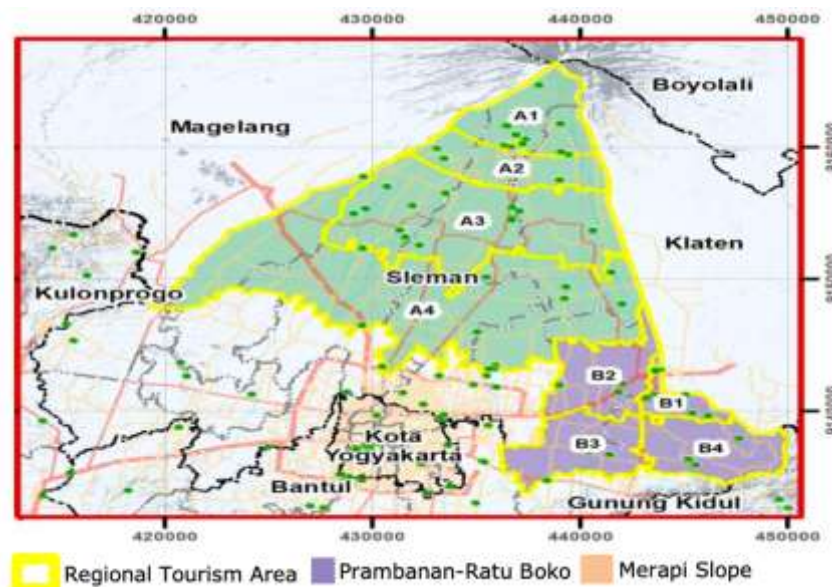 420000 430000 440000 450000
Boyolali
Magelang
A1
A2
A3
Klaten
Sleman
Kulonprogo
A4
B2
B1
Kota
Yogyakarta
B3
B4
Bantul
Gunung Kidul
420000 430000 440000 450000
Regional Tourism Area Prambanan-Ratu Boko Merapi Slope